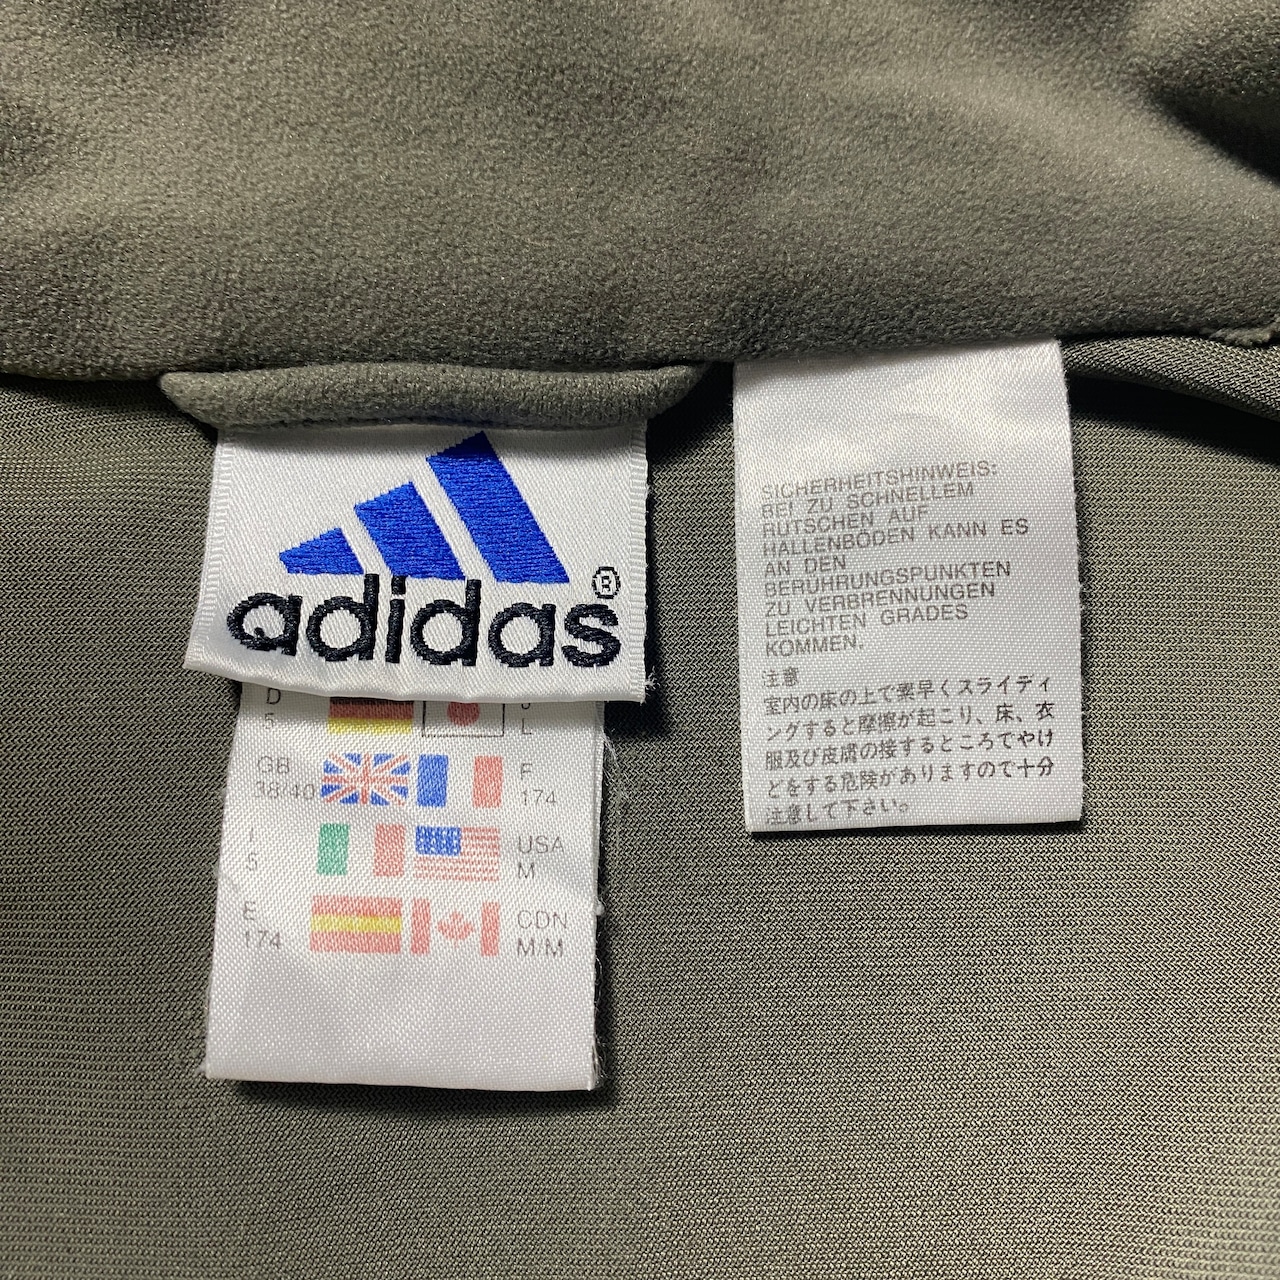 adidas®
D
5
J
L
GB
38/40
F
174
I
5
USA
M
E
174
CDN
M/M
SICHERHEITSHINWEIS:
BEI ZU SCHNELLEM
RUTSCHEN AUF
HALLENBÖDEN KANN ES
AN DEN
BERÜHRUNGSPUNKTEN
ZU VERBRENNUNGEN
LEICHTEN GRADES
KOMMEN.
注意
室内の床の上で素早くスライディ
ングすると摩擦が起こり、床、衣
服及び皮膚の接するところでやけ
どをする危険がありますので十分
注意して下さい。